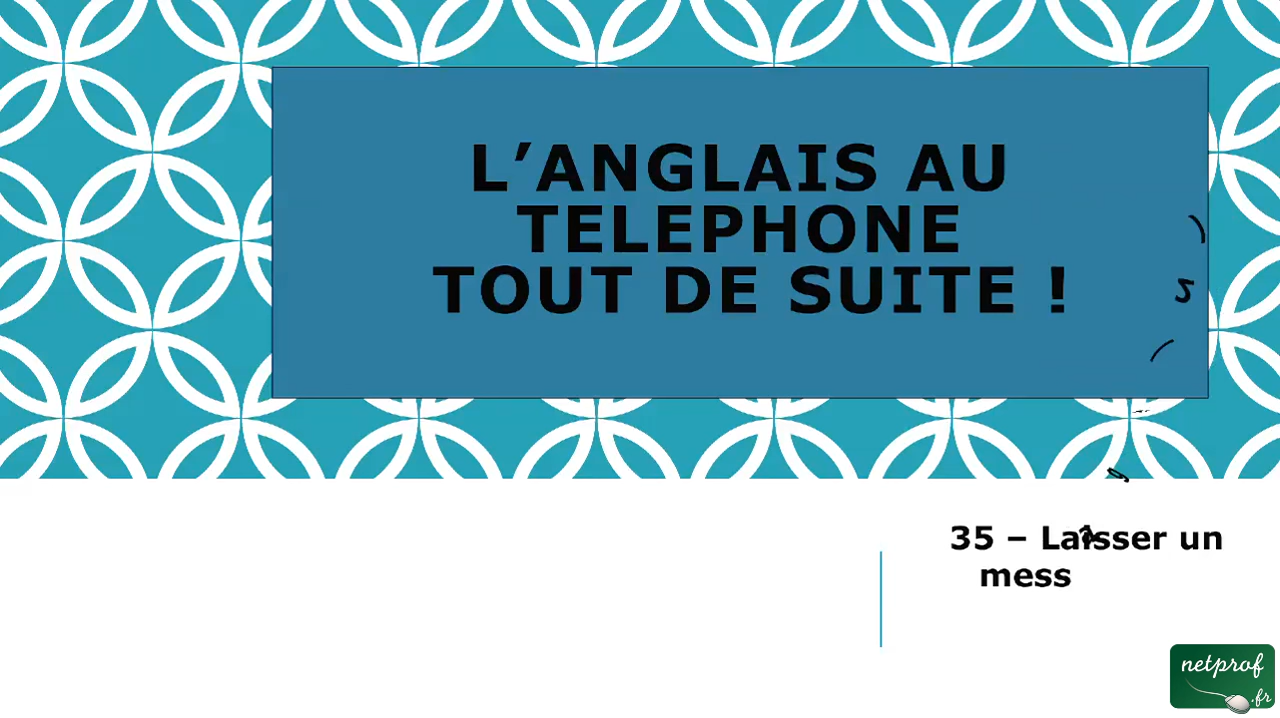 L’ANGLAIS AU
TELEPHONE
TOUT DE SUITE !
35 – Laisser un
mess
netprof
.fr